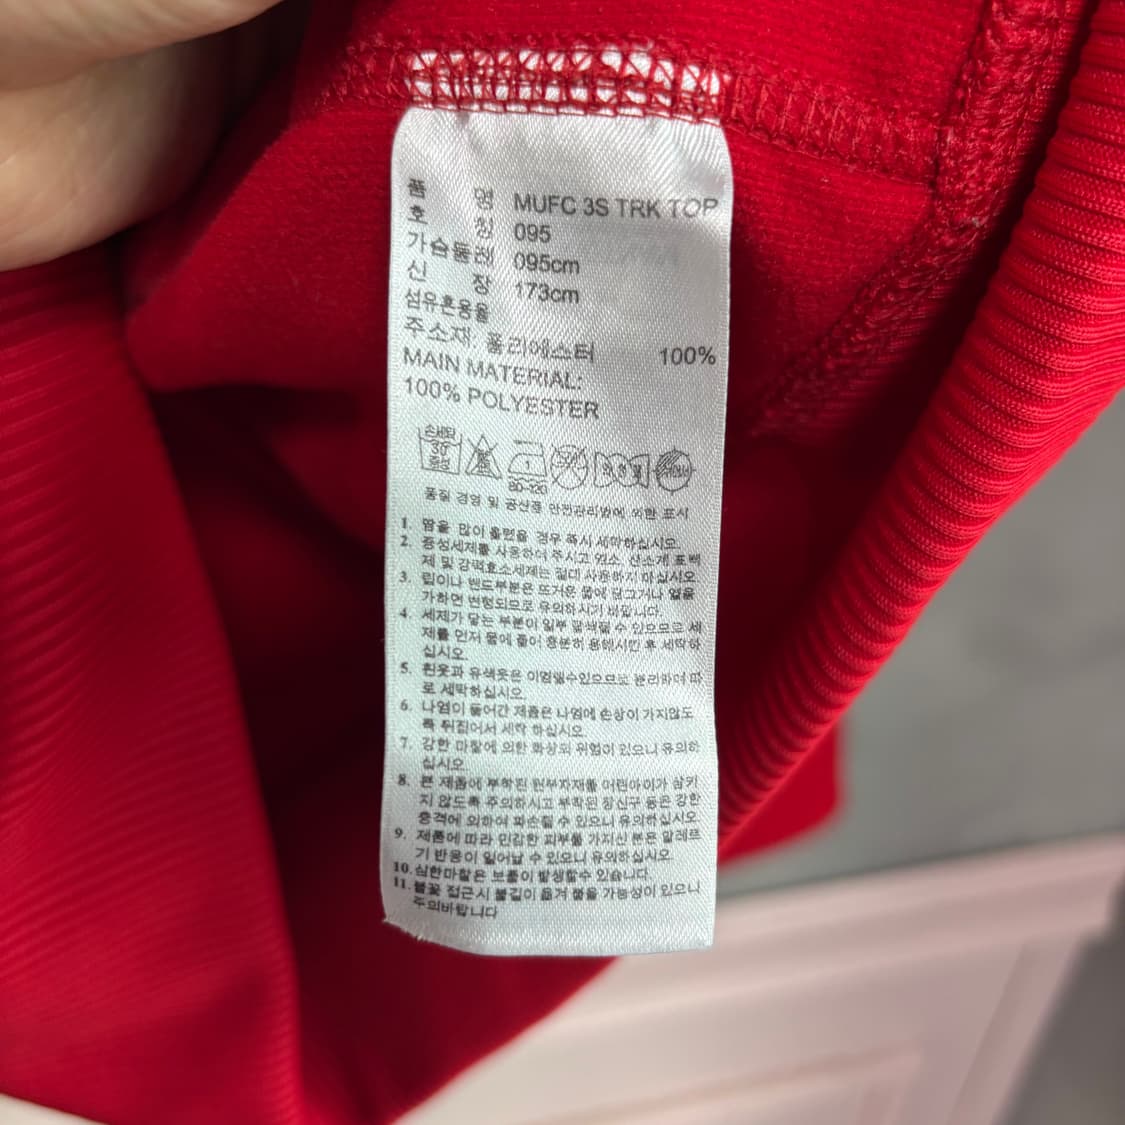 품 명 MUFC 3S TRK TOP
호 칭 095
가슴둘레 095cm
신 장 173cm
섬유혼용율
주소재: 폴리에스터 100%
MAIN MATERIAL:
100% POLYESTER
손세탁
30
중성
1
80~120
품질 경영 및 공산품 안전관리법에 의한 표시
1. 땀을 많이 흘렸을 경우 즉시 세탁하십시오.
2. 중성세제를 사용하여 주시고 염소 산소계 표백
제 및 강력효소세제는 절대 사용하지 마십시오
3. 립이나 밴드부분은 뜨거운 물에 담그거나 열을
가하면 변형되므로 유의하시기 바랍니다.
4. 세제가 닿는 부분이 일부 탈색될 수 있으므로 세
제를 먼저 물에 풀어 충분히 용해시킨 후 세탁하
십시오.
5. 흰옷과 유색옷은 이염될수있으므로 분리하여 따
로 세탁하십시오.
6. 나염이 들어간 제품은 나염에 손상이 가지않도
록 뒤집어서 세탁 하십시오.
7. 강한 마찰에 의한 화상의 위험이 있으니 유의하
십시오.
8. 본 제품에 부착된 원부자재를 어린아이가 삼키
지 않도록 주의하시고 부착된 장신구 등은 강한
충격에 의하여 파손될 수 있으니 유의하십시오.
9. 제품에 따라 민감한 피부를 가지신 분은 알레르
기 반응이 일어날 수 있으니 유의하십시오.
10. 심한마찰은 보풀이 발생할수 있습니다.
11. 불꽃 접근시 불길이 옮겨 붙을 가능성이 있으니
주의바랍니다